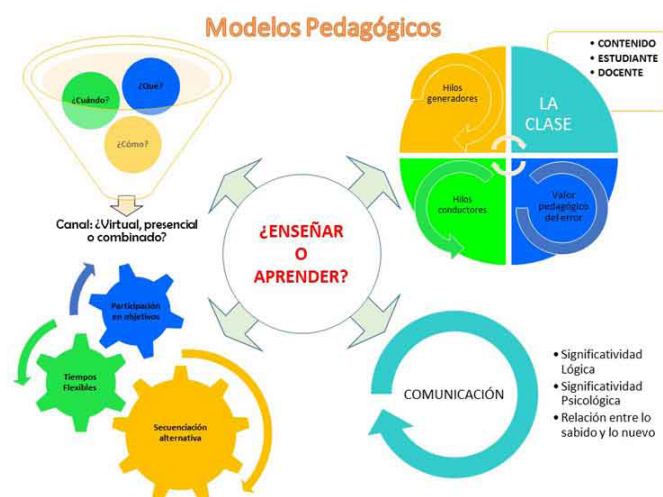 Modelos Pedagógicos
¿Cuándo?
¿Qué?
¿Cómo?
Canal: ¿Virtual, presencial
o combinado?
Hilos
generadores
LA
CLASE
• CONTENIDO
• ESTUDIANTE
• DOCENTE
Hilos
conductores
Valor
pedagógico
del error
¿ENSEÑAR
O
APRENDER?
Participación
en objetivos
Tiempos
Flexibles
Secuenciación
alternativa
COMUNICACIÓN
• Significatividad
Lógica
• Significatividad
Psicológica
• Relación entre lo
sabido y lo nuevo